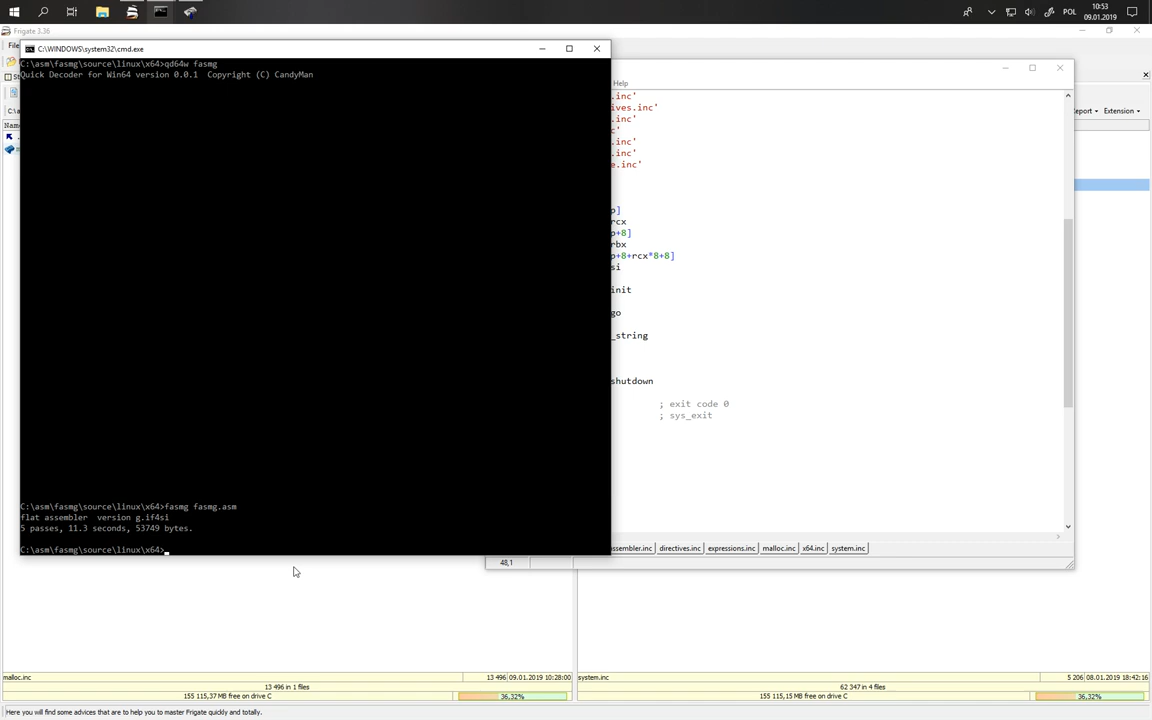 POL
10:53
09.01.2019
Frigate 3.36
File
C:\WINDOWS\system32\cmd.exe
C:\asm\fasmg\source\linux\x64>qd64w fasmg
Quick Decoder for Win64 version 0.0.1  Copyright (C) CandyMan
C:\asm\fasmg\source\linux\x64>fasmg fasmg.asm
flat assembler  version g.if4si
5 passes, 11.3 seconds, 53749 bytes.
C:\asm\fasmg\source\linux\x64>
Help
.inc'
ives.inc'
.inc'
c'
.inc'
.inc'
e.inc'
p]
rcx
p+8]
rbx
p+8+rcx*8+8]
si
init
go
_string
shutdown
; exit code 0
; sys_exit
assembler.inc
directives.inc
expressions.inc
malloc.inc
x64.inc
system.inc
48,1
Report
Extension
malloc.inc
13 496|09.01.2019 10:28:00
13 496 in 1 files
155 115,37 MB free on drive C
36,32%
system.inc
5 206|08.01.2019 18:42:16
62 347 in 4 files
155 115,15 MB free on drive C
36,32%
Here you will find some advices that are to help you to master Frigate quickly and totally.